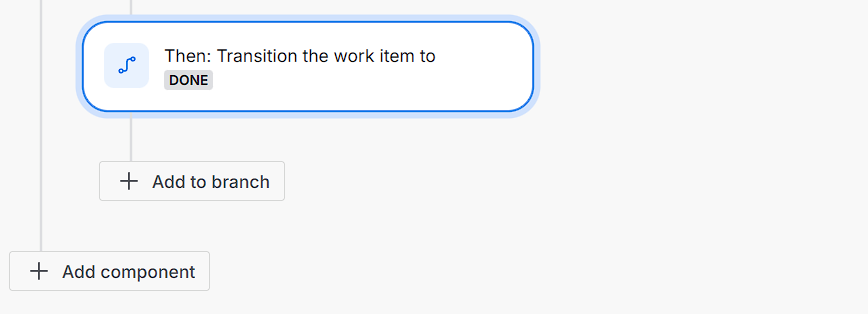 Then: Transition the work item to
DONE
Add to branch
Add component